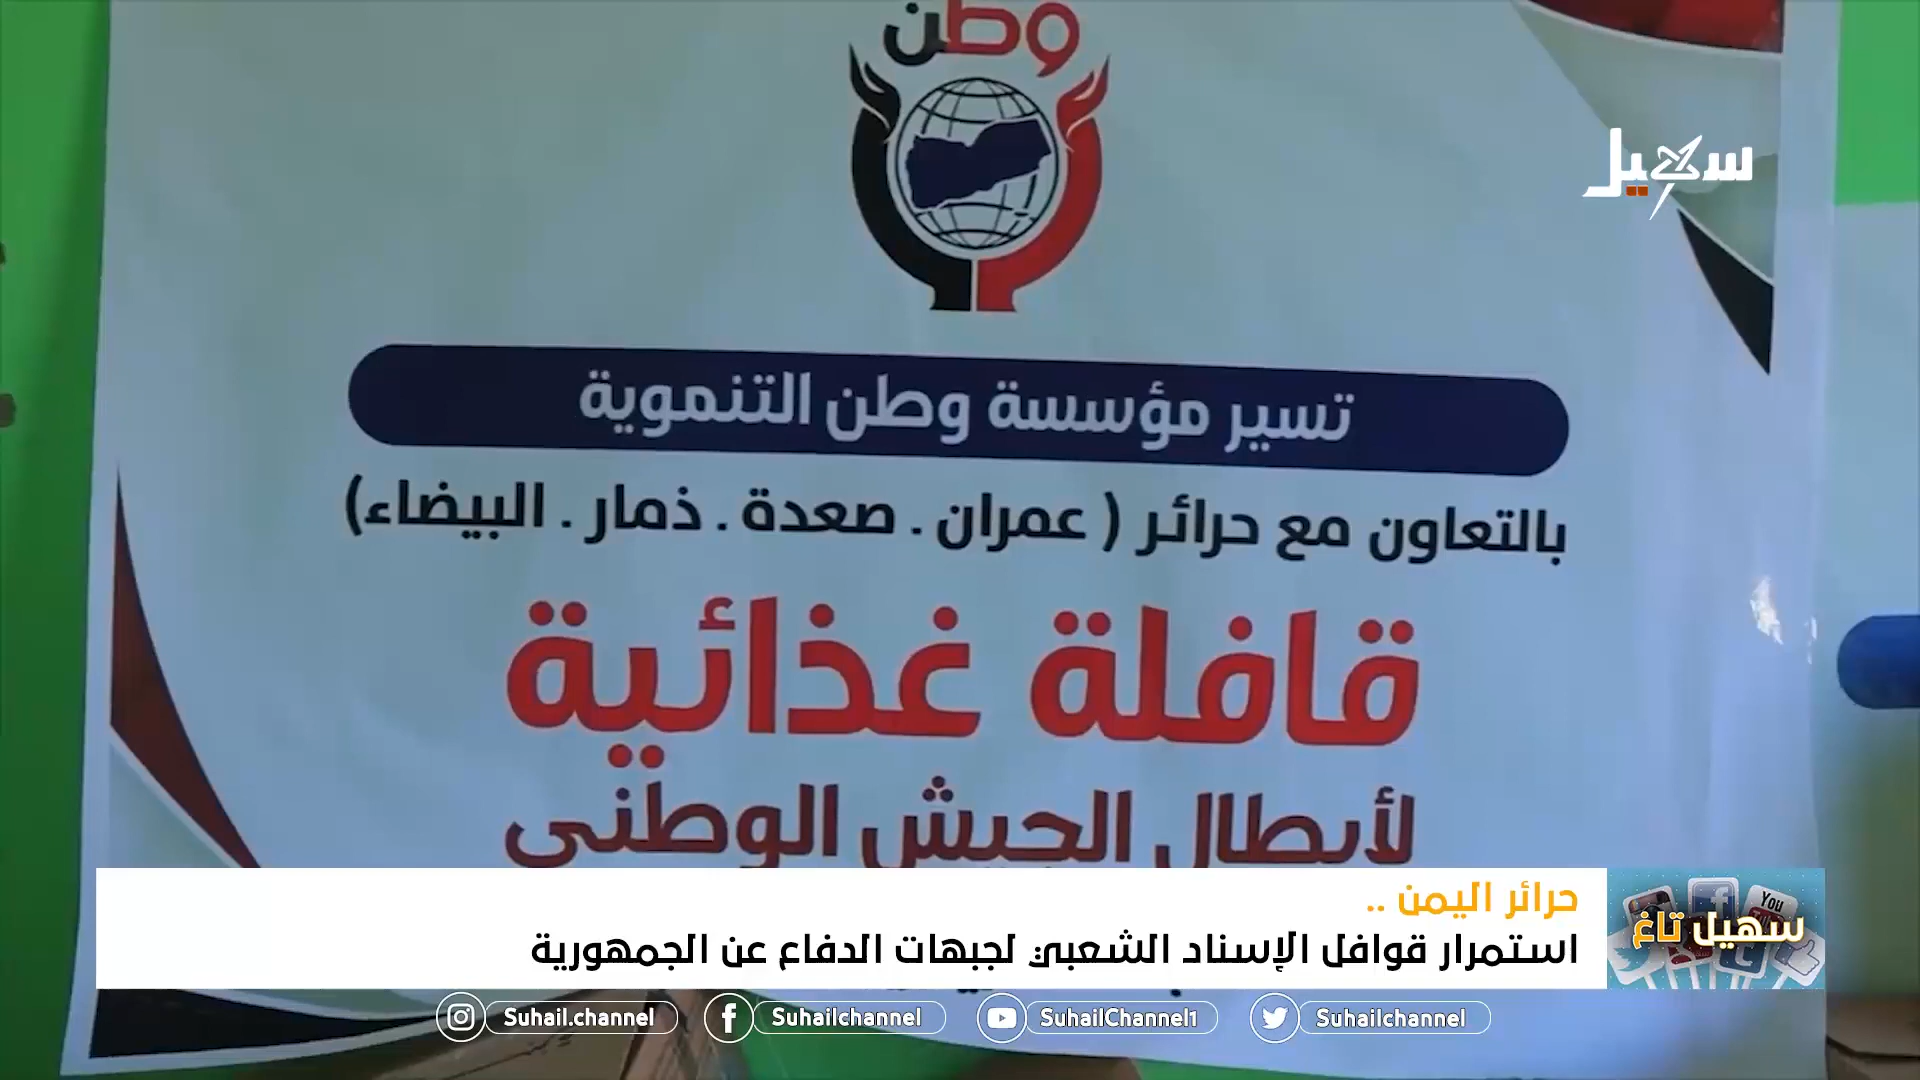 وطن
سهيل
تسير مؤسسة وطن التنموية
بالتعاون مع حرائر ( عمران . صعدة . ذمار . البيضاء)
قافلة غذائية
لأبطال الجيش الوطني
حرائر اليمن ..
استمرار قوافل الإسناد الشعبي لجبهات الدفاع عن الجمهورية
سهيل تاغ
You
Suhail.channel
Suhailchannel
SuhailChannel1
Suhailchannel